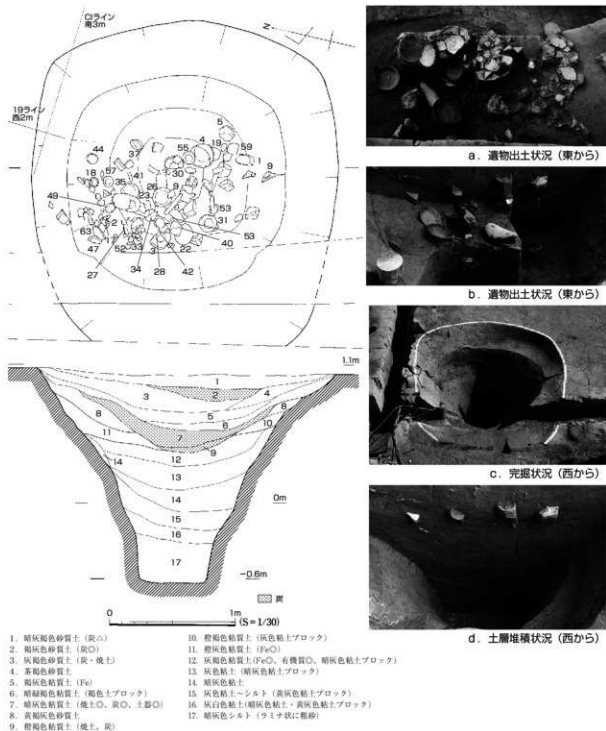 CIライン
南3m
19ライン
西2m
N
44
37
55
4
19
5
59
1
9
18
57
35
41
30
26
9
23
49
53
31
63
52
17
53
47
27
52
33
34
3
28
42
22
40
1.1m
1
2
3
4
5
6
8
8
7
10
11
9
12
14
13
14
0m
15
16
17
-0.6m
炭
0
1m
(S=1/30)
1. 暗灰褐色砂質土(炭△)
2. 褐灰色砂質土(炭◎)
3. 灰褐色砂質土(炭・焼土)
4. 茶褐色砂質土
5. 褐灰色粘質土(Fe)
6. 暗緑褐色粘質土(褐色土ブロック)
7. 暗灰色粘質土(焼土◎、炭◎、土器◎)
8. 黄褐色砂質土
9. 橙褐色粘質土(焼土、炭)
10. 橙褐色粘質土(灰色粘土ブロック)
11. 橙灰色粘質土(Fe◎)
12. 灰褐色粘質土(Fe◎、有機質◎、暗灰色粘土ブロック)
13. 灰色粘土(暗灰色粘土ブロック)
14. 暗灰色粘土
15. 灰色粘土~シルト(黄灰色粘土ブロック)
16. 灰白色粘土(暗灰色粘土・黄灰色粘土ブロック)
17. 暗灰色シルト(ラミナ状に粗砂)
a. 遺物出土状況(東から)
b. 遺物出土状況(東から)
c. 完掘状況(西から)
d. 土層堆積状況(西から)